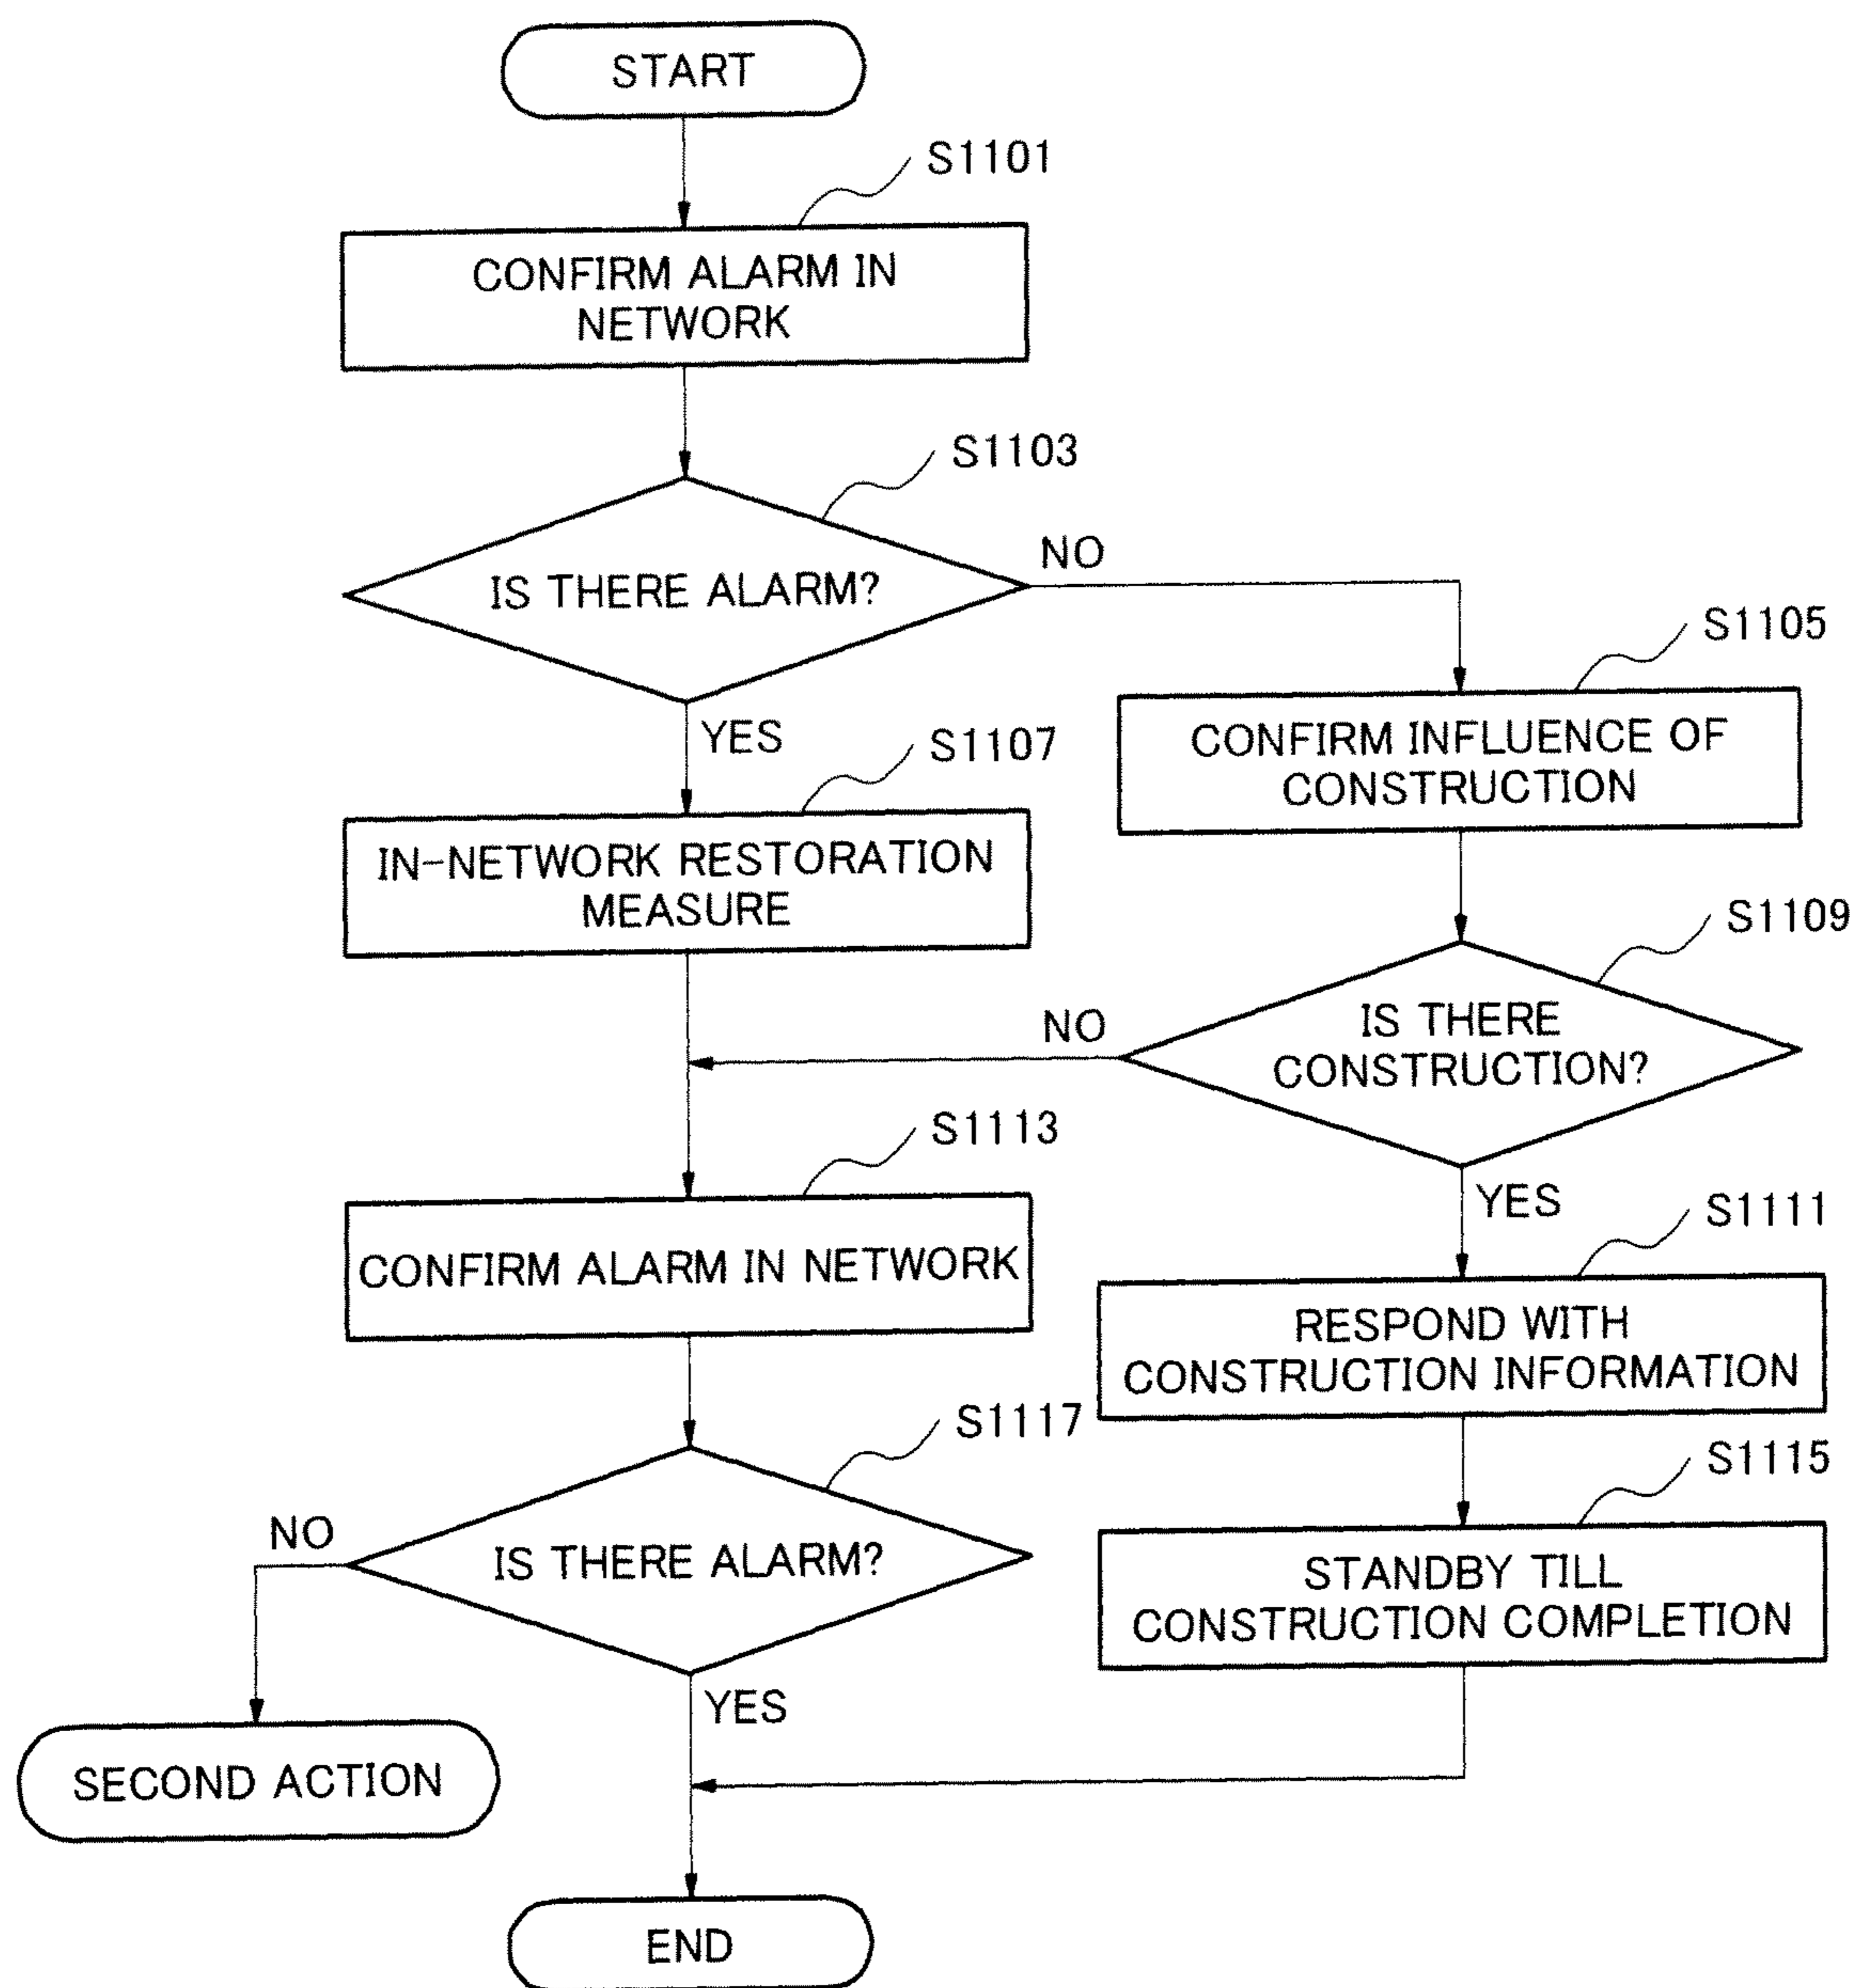 START
S1101
CONFIRM ALARM IN
NETWORK
S1103
IS THERE ALARM?
NO
S1105
YES
S1107
CONFIRM INFLUENCE OF
CONSTRUCTION
IN-NETWORK RESTORATION
MEASURE
S1109
NO
IS THERE
CONSTRUCTION?
S1113
YES
S1111
CONFIRM ALARM IN NETWORK
RESPOND WITH
CONSTRUCTION INFORMATION
S1117
S1115
NO
IS THERE ALARM?
STANDBY TILL
CONSTRUCTION COMPLETION
YES
SECOND ACTION
END